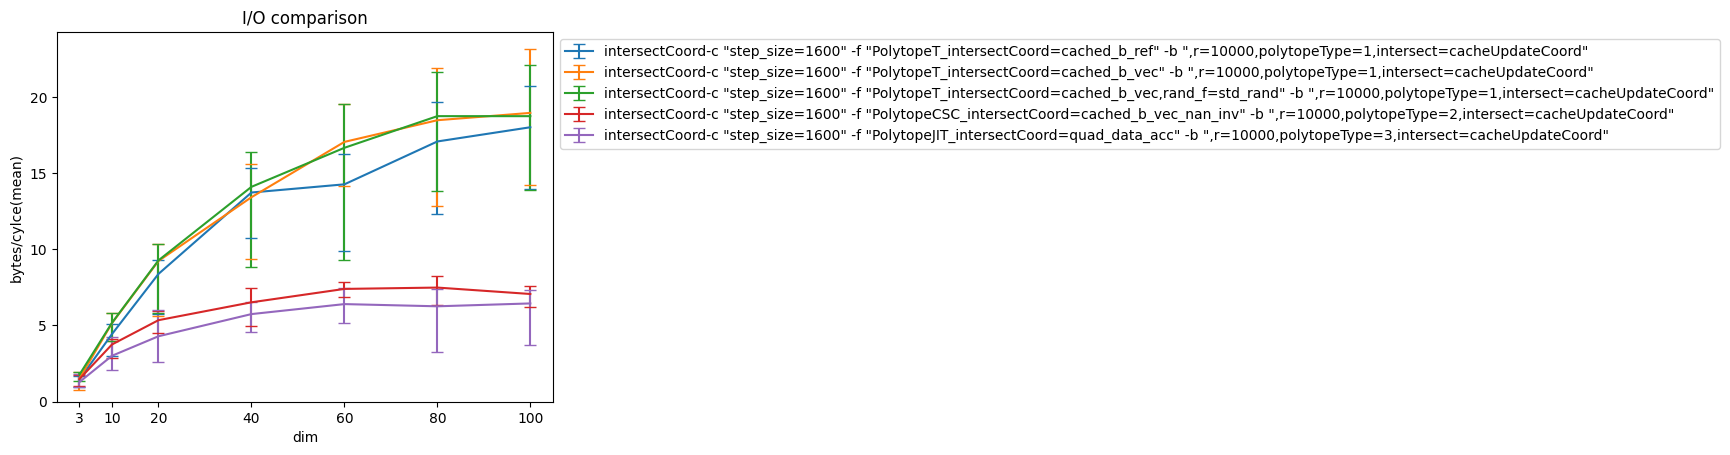 I/O comparison
bytes/cylce(mean)
20
15
10
5
0
3 10 20 40 60 80 100
dim
intersectCoord-c "step_size=1600" -f "PolytopeT_intersectCoord=cached_b_ref" -b ",r=10000,polytopeType=1,intersect=cacheUpdateCoord"
intersectCoord-c "step_size=1600" -f "PolytopeT_intersectCoord=cached_b_vec" -b ",r=10000,polytopeType=1,intersect=cacheUpdateCoord"
intersectCoord-c "step_size=1600" -f "PolytopeT_intersectCoord=cached_b_vec,rand_f=std_rand" -b ",r=10000,polytopeType=1,intersect=cacheUpdateCoord"
intersectCoord-c "step_size=1600" -f "PolytopeCSC_intersectCoord=cached_b_vec_nan_inv" -b ",r=10000,polytopeType=2,intersect=cacheUpdateCoord"
intersectCoord-c "step_size=1600" -f "PolytopeJIT_intersectCoord=quad_data_acc" -b ",r=10000,polytopeType=3,intersect=cacheUpdateCoord"